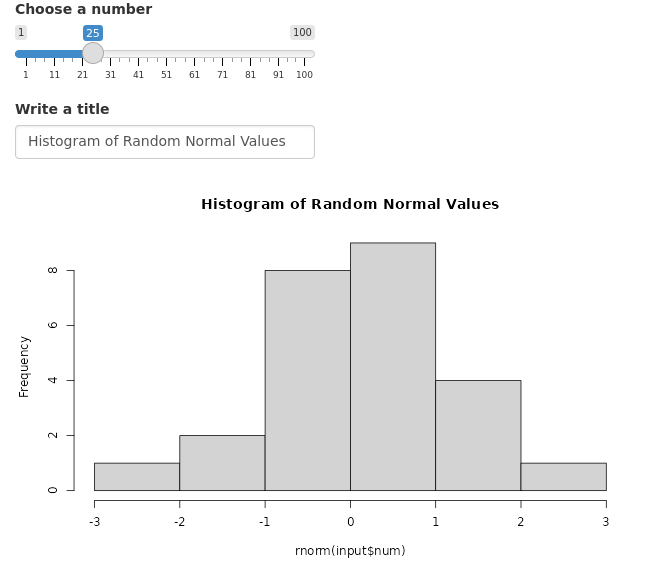 Choose a number
1 25 100
1 11 21 31 41 51 61 71 81 91 100
Write a title
Histogram of Random Normal Values
Histogram of Random Normal Values
Frequency
8
6
4
2
0
-3 -2 -1 0 1 2 3
rnorm(input$num)